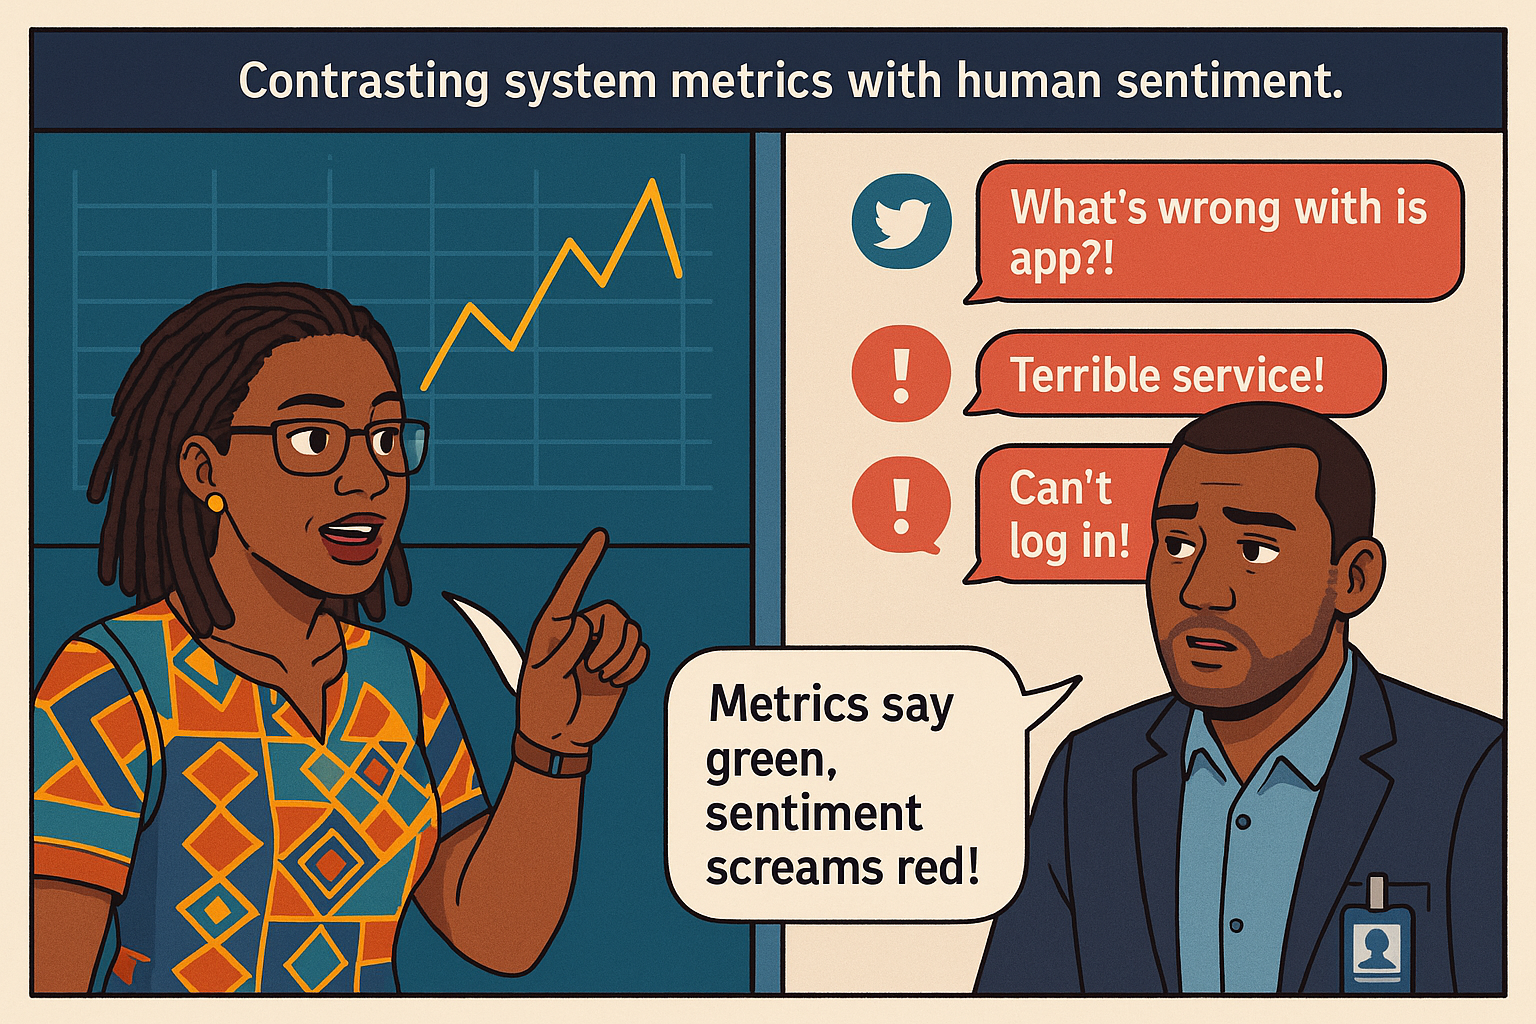 Contrasting system metrics with human sentiment.
What's wrong with is
app?!
Terrible service!
Can't
log in!
Metrics say
green,
sentiment
screams red!